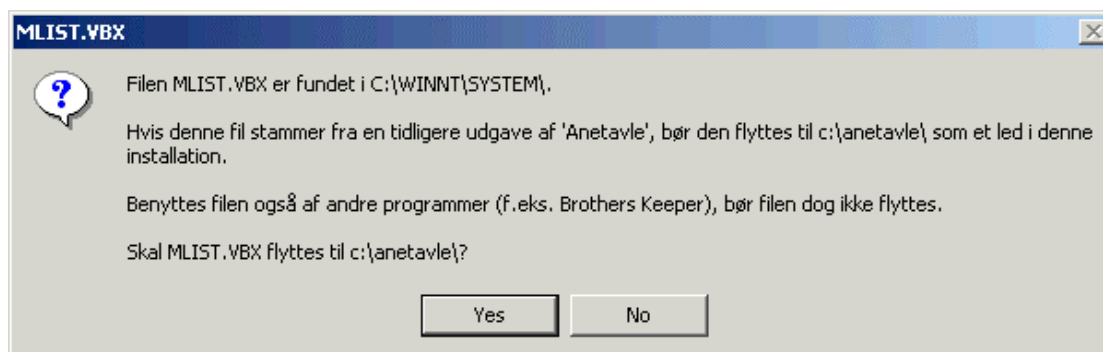 MLIST.VBX
Filen MLIST.VBX er fundet i C:\WINNT\SYSTEM\.
Hvis denne fil stammer fra en tidligere udgave af 'Anetavle', bør den flyttes til c:\anetavle\ som et led i denne
installation.
Benyttes filen også af andre programmer (f.eks. Brothers Keeper), bør filen dog ikke flyttes.
Skal MLIST.VBX flyttes til c:\anetavle\?
Yes
No